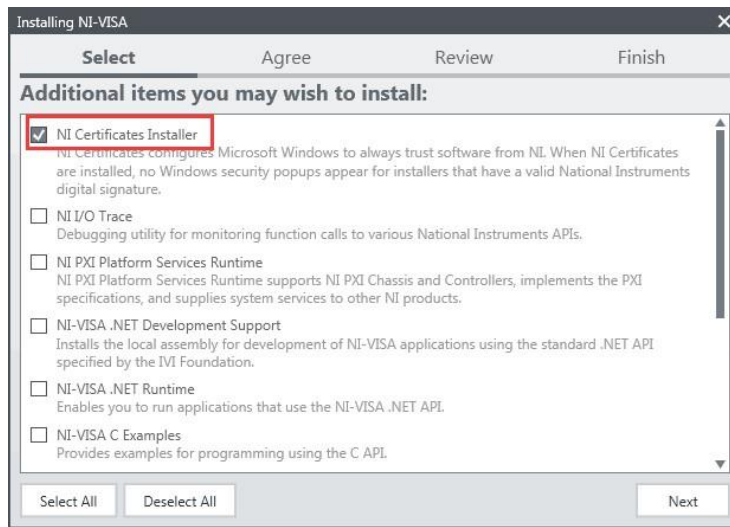 Installing NI-VISA
Select
Agree
Review
Finish
Additional items you may wish to install:
NI Certificates Installer
NI Certificates configures Microsoft Windows to always trust software from NI. When NI Certificates
are installed, no Windows security popups appear for installers that have a valid National Instruments
digital signature.
NI I/O Trace
Debugging utility for monitoring function calls to various National Instruments APIs.
NI PXI Platform Services Runtime
NI PXI Platform Services Runtime supports NI PXI Chassis and Controllers, implements the PXI
specifications, and supplies system services to other NI products.
NI-VISA .NET Development Support
Installs the local assembly for development of NI-VISA applications using the standard .NET API
specified by the IVI Foundation.
NI-VISA .NET Runtime
Enables you to run applications that use the NI-VISA .NET API.
NI-VISA C Examples
Provides examples for programming using the C API.
Select All
Deselect All
Next